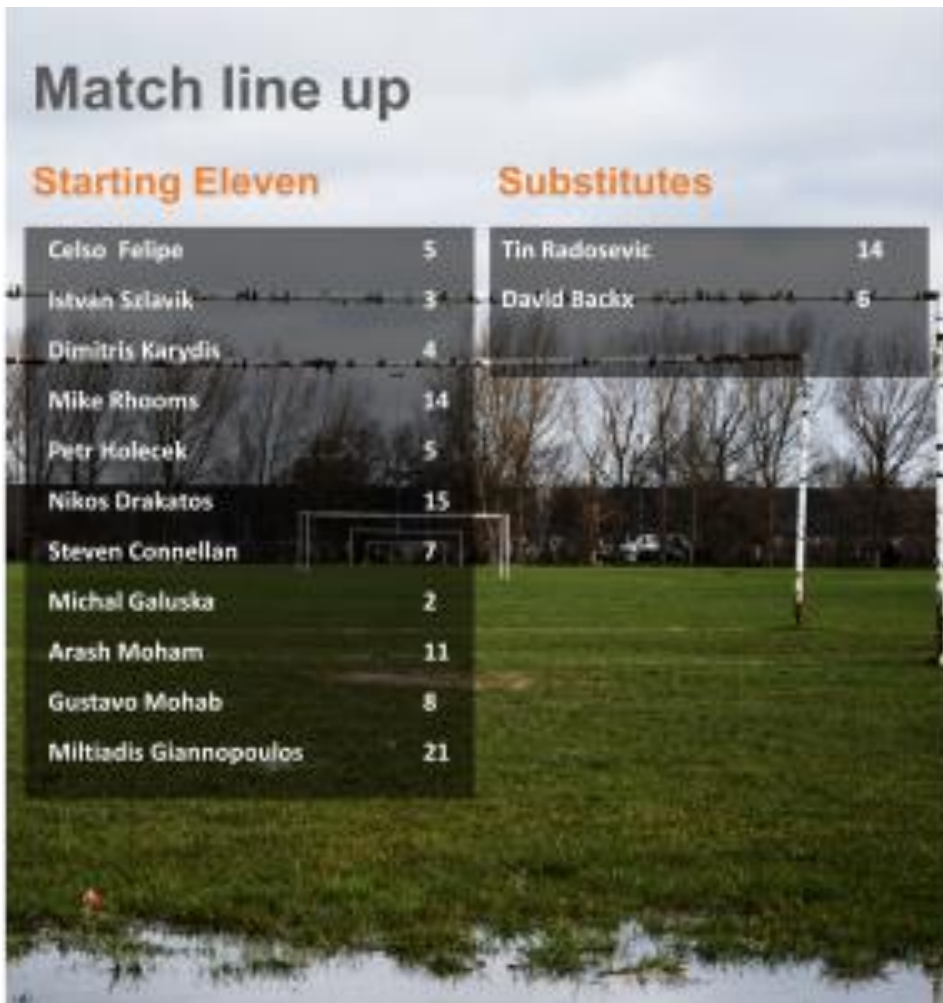 Match line up
Starting Eleven
Celso Felipe 5
Istvan Szlavik 3
Dimitris Karydis 4
Mike Rhooms 14
Petr Holecek 5
Nikos Drakatos 15
Steven Connellan 7
Michal Galuska 2
Arash Moham 11
Gustavo Mohab 8
Miltiadis Giannopoulos 21
Substitutes
Tin Radosevic 14
David Backx 6